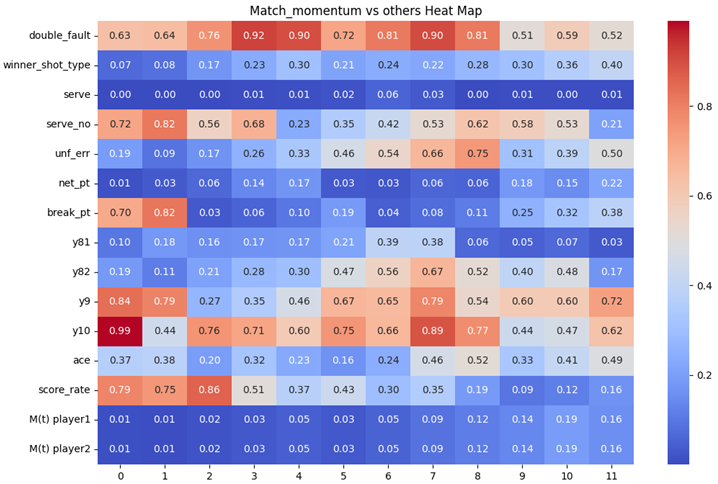 Match_momentum vs others Heat Map
double_fault 0.63 0.64 0.76 0.92 0.90 0.72 0.81 0.90 0.81 0.51 0.59 0.52
winner_shot_type 0.07 0.08 0.17 0.23 0.30 0.21 0.24 0.22 0.28 0.30 0.36 0.40
serve 0.00 0.00 0.00 0.01 0.01 0.02 0.06 0.03 0.00 0.01 0.00 0.01
serve_no 0.72 0.82 0.56 0.68 0.23 0.35 0.42 0.53 0.62 0.58 0.53 0.21
unf_err 0.19 0.09 0.17 0.26 0.33 0.46 0.54 0.66 0.75 0.31 0.39 0.50
net_pt 0.01 0.03 0.06 0.14 0.17 0.03 0.03 0.06 0.06 0.18 0.15 0.22
break_pt 0.70 0.82 0.03 0.06 0.10 0.19 0.04 0.08 0.11 0.25 0.32 0.38
y81 0.10 0.18 0.16 0.17 0.17 0.21 0.39 0.38 0.06 0.05 0.07 0.03
y82 0.19 0.11 0.21 0.28 0.30 0.47 0.56 0.67 0.52 0.40 0.48 0.17
y9 0.84 0.79 0.27 0.35 0.46 0.67 0.65 0.79 0.54 0.60 0.60 0.72
y10 0.99 0.44 0.76 0.71 0.60 0.75 0.66 0.89 0.77 0.44 0.47 0.62
ace 0.37 0.38 0.20 0.32 0.23 0.16 0.24 0.46 0.52 0.33 0.41 0.49
score_rate 0.79 0.75 0.86 0.51 0.37 0.43 0.30 0.35 0.19 0.09 0.12 0.16
M(t) player1 0.01 0.01 0.02 0.03 0.05 0.03 0.05 0.09 0.12 0.14 0.19 0.16
M(t) player2 0.01 0.01 0.02 0.03 0.05 0.03 0.05 0.09 0.12 0.14 0.19 0.16
0 1 2 3 4 5 6 7 8 9 10 11
0.8
0.6
0.4
0.2